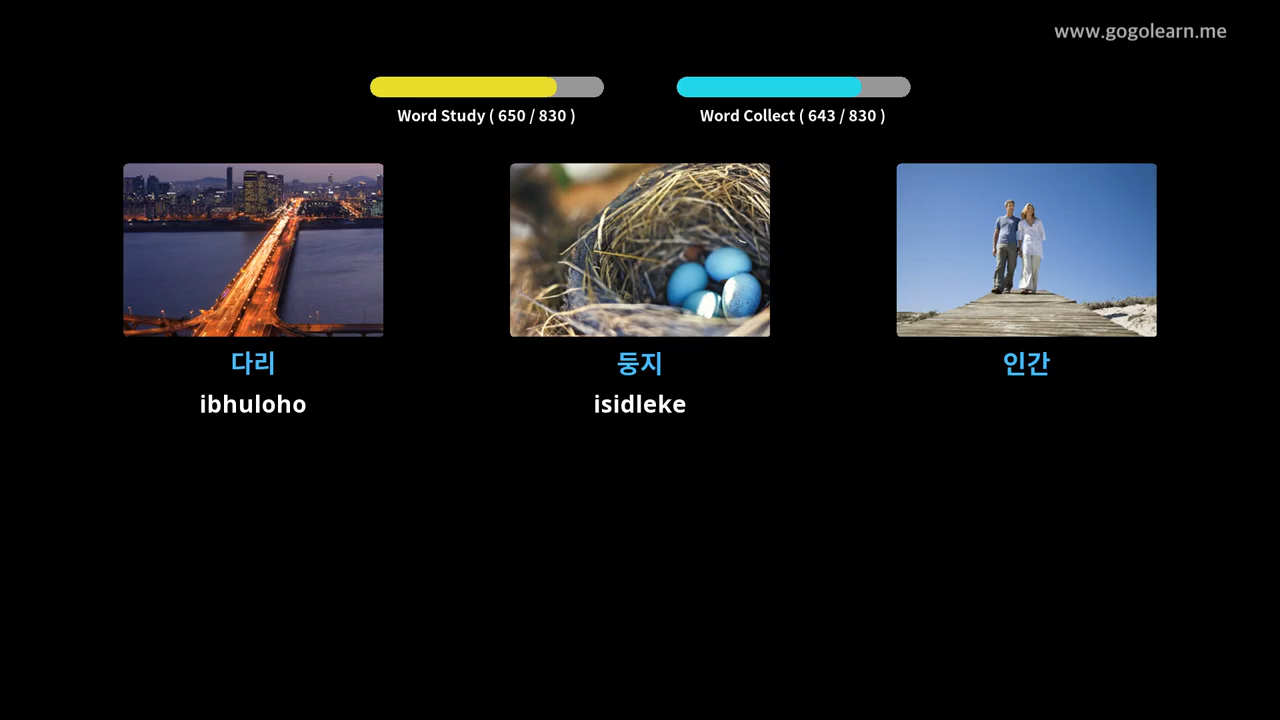 www.gogolearn.me
Word Study ( 650 / 830 )
Word Collect ( 643 / 830 )
다리
둥지
인간
ibhuloho
isidleke